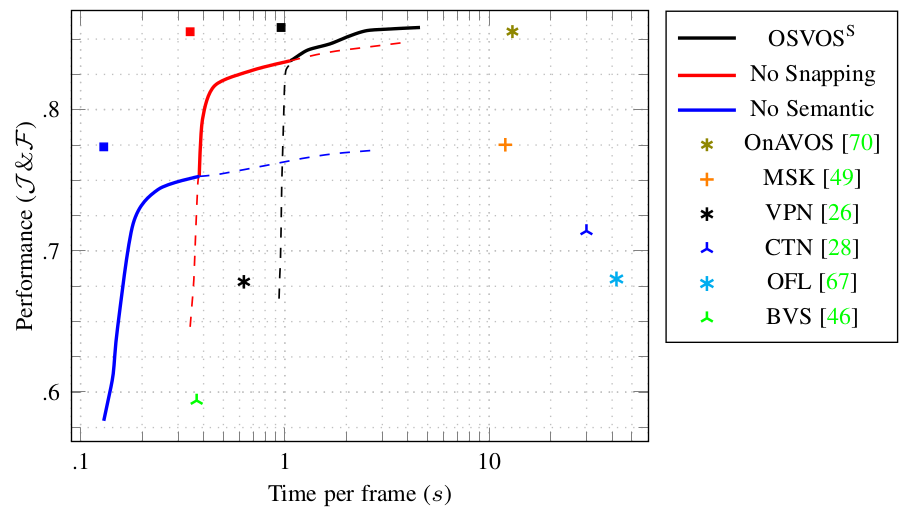 Performance (𝒥 & ℱ)
.8
.7
.6
.1
1
10
Time per frame (s)
OSVOS^S
No Snapping
No Semantic
OnAVOS [70]
MSK [49]
VPN [26]
CTN [28]
OFL [67]
BVS [46]